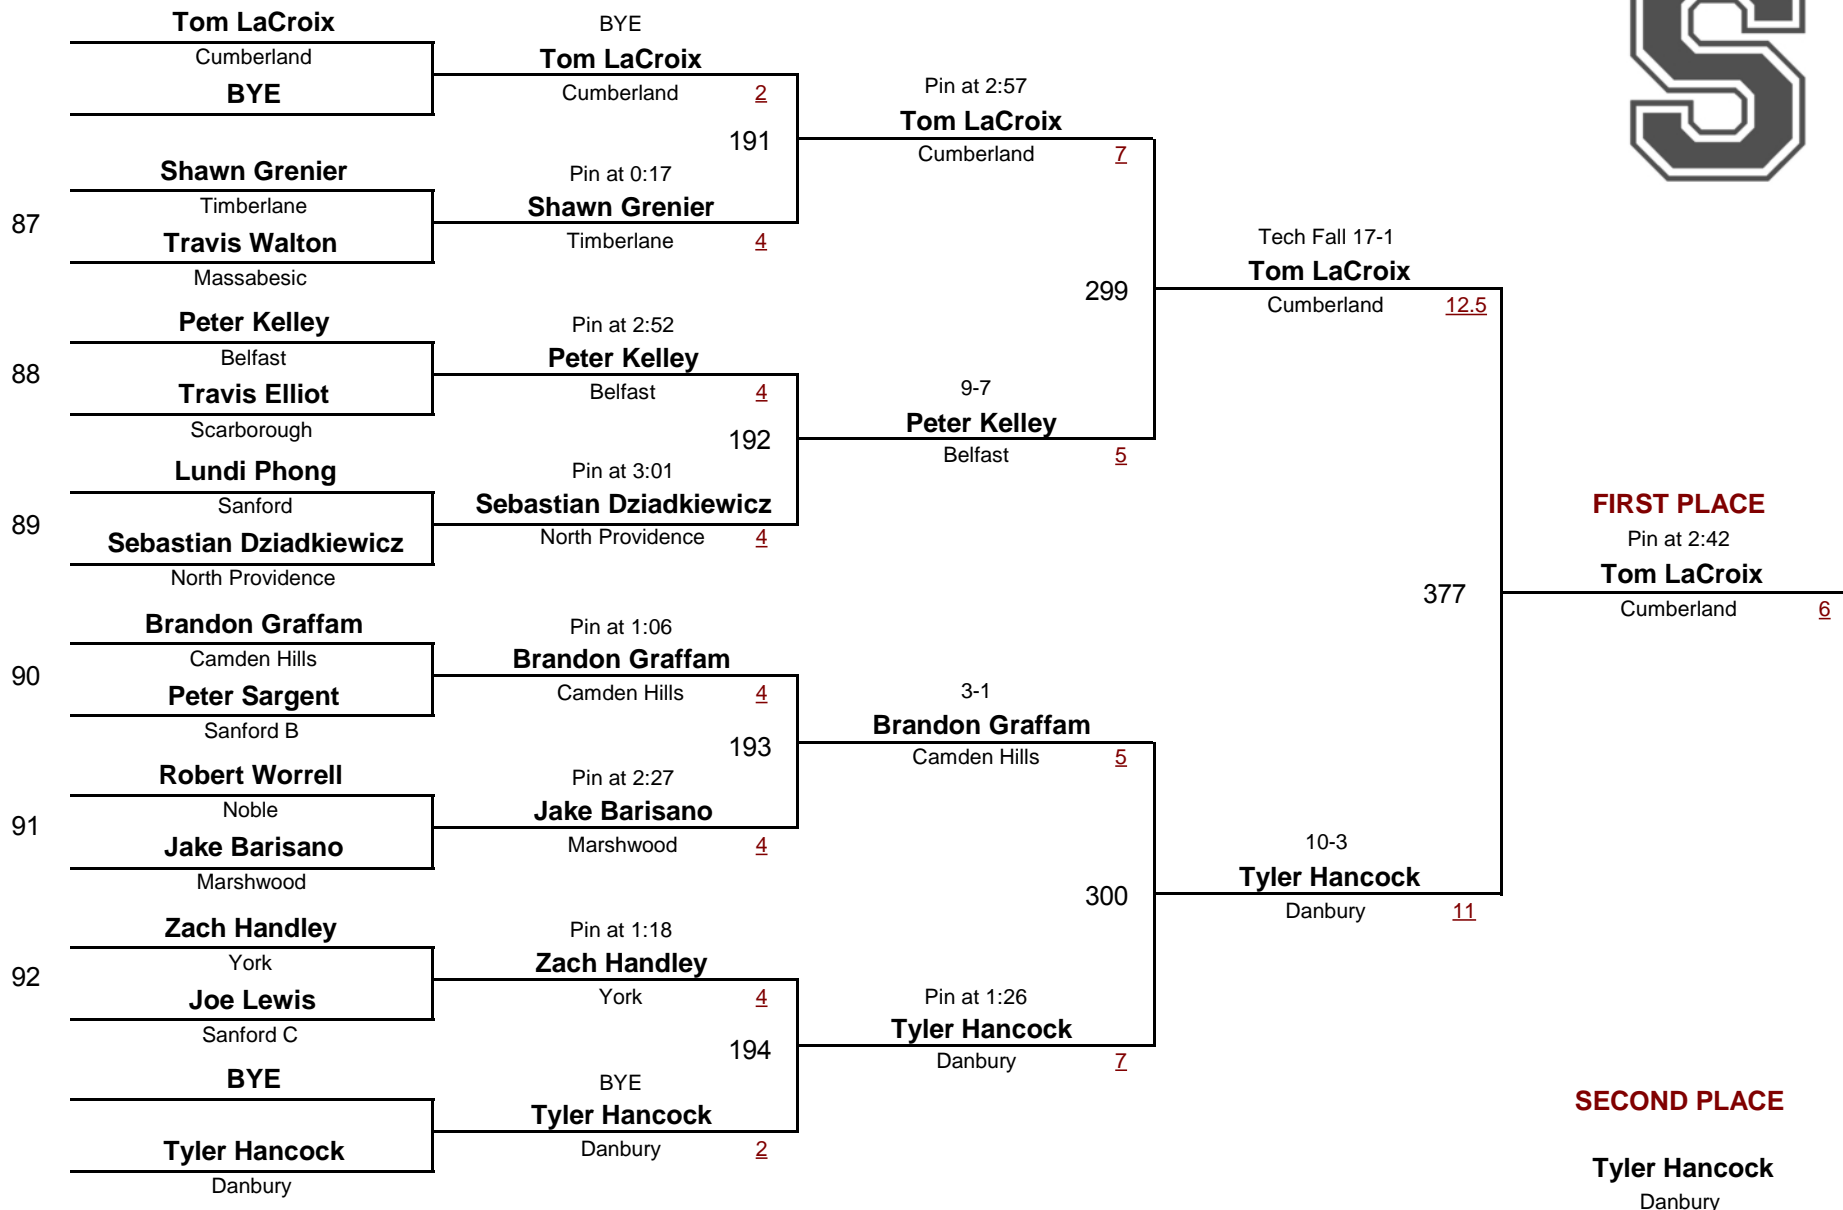 S
Tom LaCroix
Cumberland
BYE
87
Shawn Grenier
Timberlane
Travis Walton
Massabesic
88
Peter Kelley
Belfast
Travis Elliot
Scarborough
89
Lundi Phong
Sanford
Sebastian Dziadkiewicz
North Providence
90
Brandon Graffam
Camden Hills
Peter Sargent
Sanford B
91
Robert Worrell
Noble
Jake Barisano
Marshwood
92
Zach Handley
York
Joe Lewis
Sanford C
BYE
Tyler Hancock
Danbury
BYE
Tom LaCroix
Cumberland 2
191
Pin at 0:17
Shawn Grenier
Timberlane 4
Pin at 2:52
Peter Kelley
Belfast 4
192
Pin at 3:01
Sebastian Dziadkiewicz
North Providence 4
Pin at 1:06
Brandon Graffam
Camden Hills 4
193
Pin at 2:27
Jake Barisano
Marshwood 4
Pin at 1:18
Zach Handley
York 4
194
BYE
Tyler Hancock
Danbury 2
Pin at 2:57
Tom LaCroix
Cumberland 7
299
9-7
Peter Kelley
Belfast 5
3-1
Brandon Graffam
Camden Hills 5
300
Pin at 1:26
Tyler Hancock
Danbury 7
Tech Fall 17-1
Tom LaCroix
Cumberland 12.5
377
10-3
Tyler Hancock
Danbury 11
FIRST PLACE
Pin at 2:42
Tom LaCroix
Cumberland 6
SECOND PLACE
Tyler Hancock
Danbury